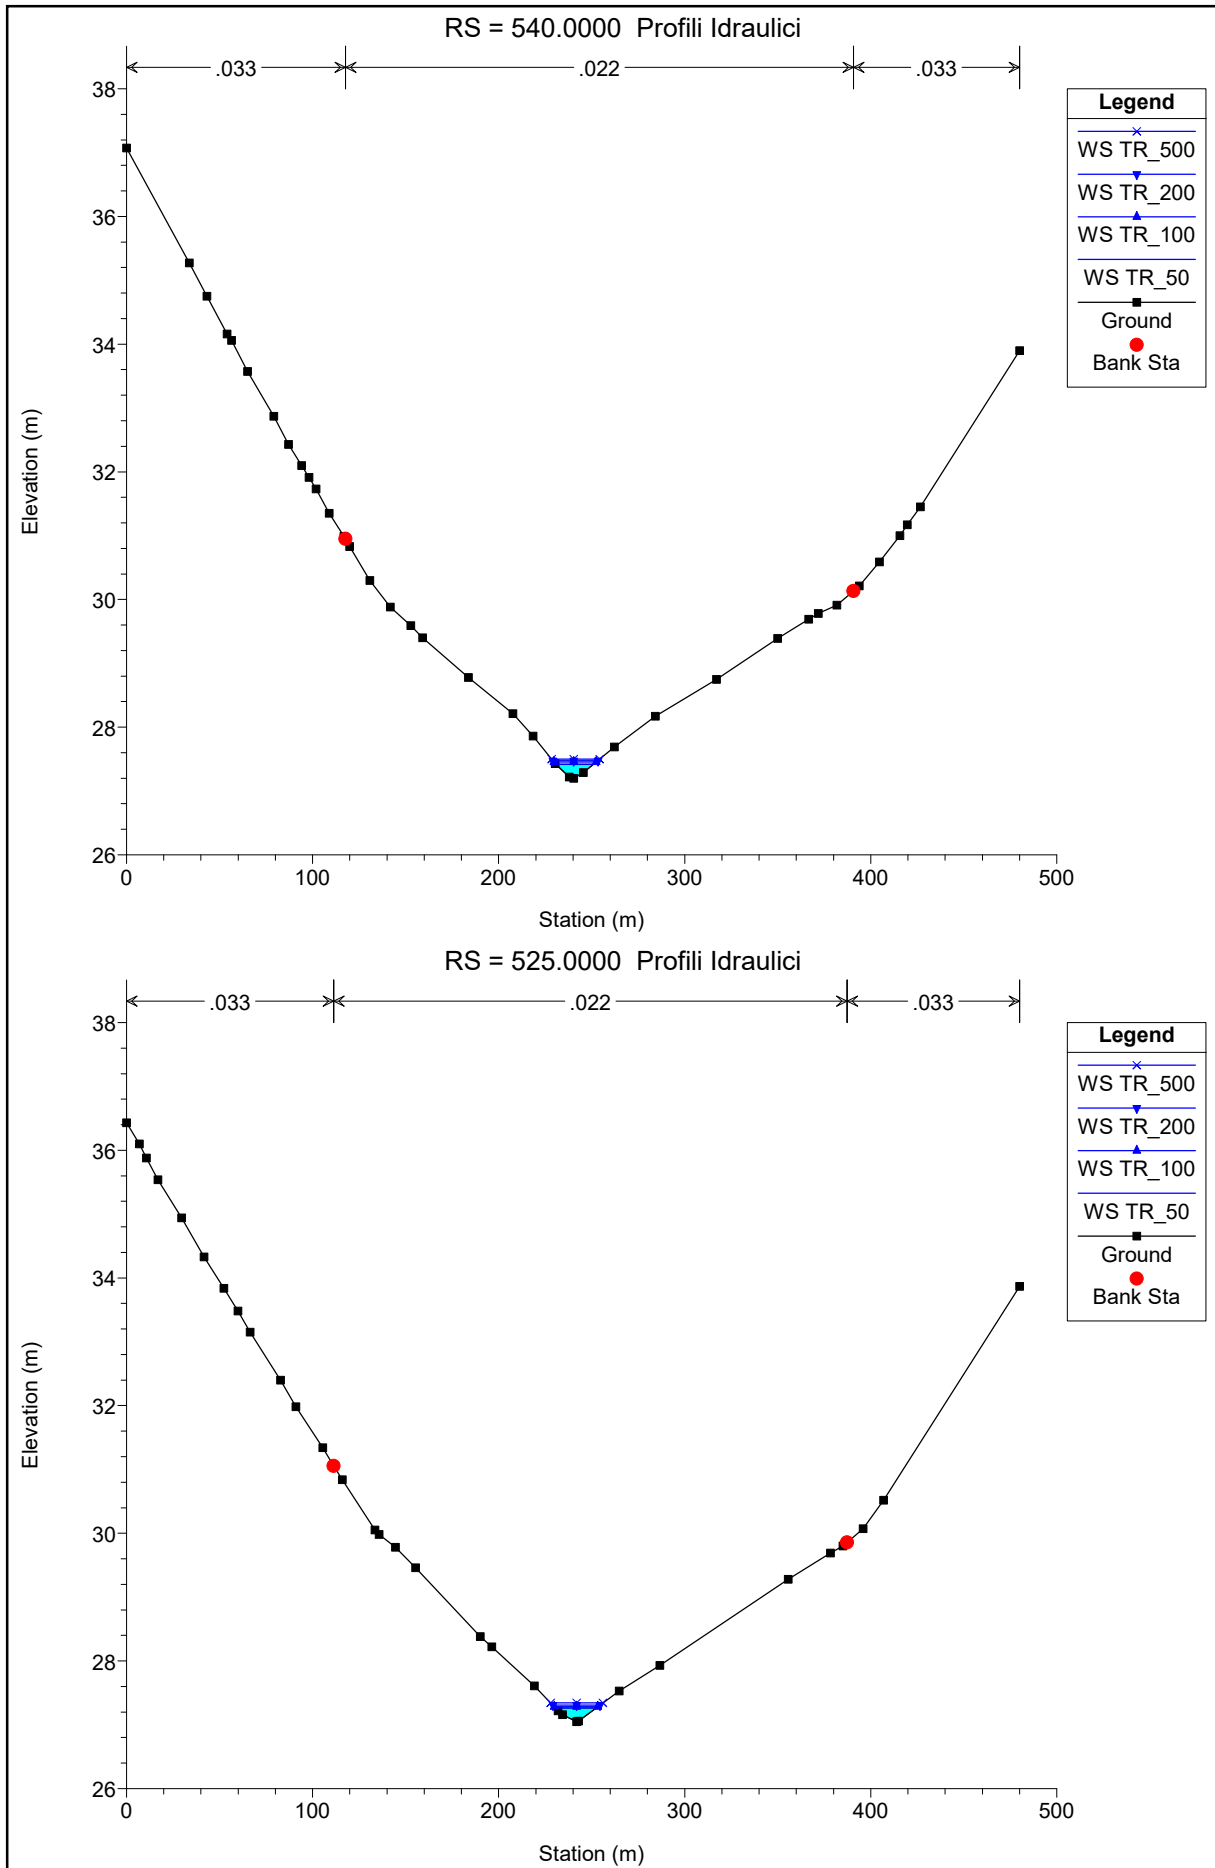 RS = 540.0000 Profili Idraulici
.033
.022
.033
38
36
34
32
30
28
26
Elevation (m)
0
100
200
300
400
500
Station (m)
Legend
WS TR_500
WS TR_200
WS TR_100
WS TR_50
Ground
Bank Sta
RS = 525.0000 Profili Idraulici
.033
.022
.033
38
36
34
32
30
28
26
Elevation (m)
0
100
200
300
400
500
Station (m)
Legend
WS TR_500
WS TR_200
WS TR_100
WS TR_50
Ground
Bank Sta